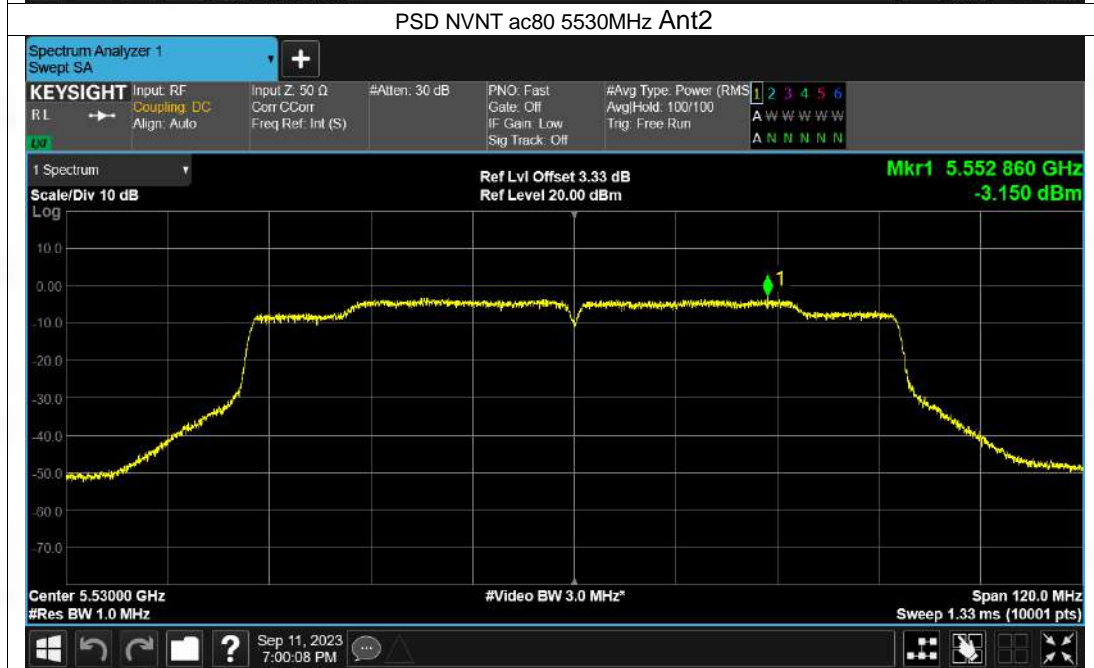 PSD NVNT ac80 5530MHz Ant2
Spectrum Analyzer 1
Swept SA
+
KEYSIGHT
RL
Input: RF
Coupling: DC
Align: Auto
Input Z: 50 Ω
Corr CCorr
Freq Ref: Int (S)
#Atten: 30 dB
PNO: Fast
Gate: Off
IF Gain: Low
Sig Track: Off
#Avg Type: Power (RMS
Avg|Hold: 100/100
Trig: Free Run
1 2 3 4 5 6
A W W W W W
A N N N N N
1 Spectrum
Scale/Div 10 dB
Log
Ref Lvl Offset 3.33 dB
Ref Level 20.00 dBm
Mkr1 5.552 860 GHz
-3.150 dBm
1
10.0
0.00
-10.0
-20.0
-30.0
-40.0
-50.0
-60.0
-70.0
Center 5.53000 GHz
#Res BW 1.0 MHz
#Video BW 3.0 MHz*
Span 120.0 MHz
Sweep 1.33 ms (10001 pts)
?
Sep 11, 2023
7:00:08 PM